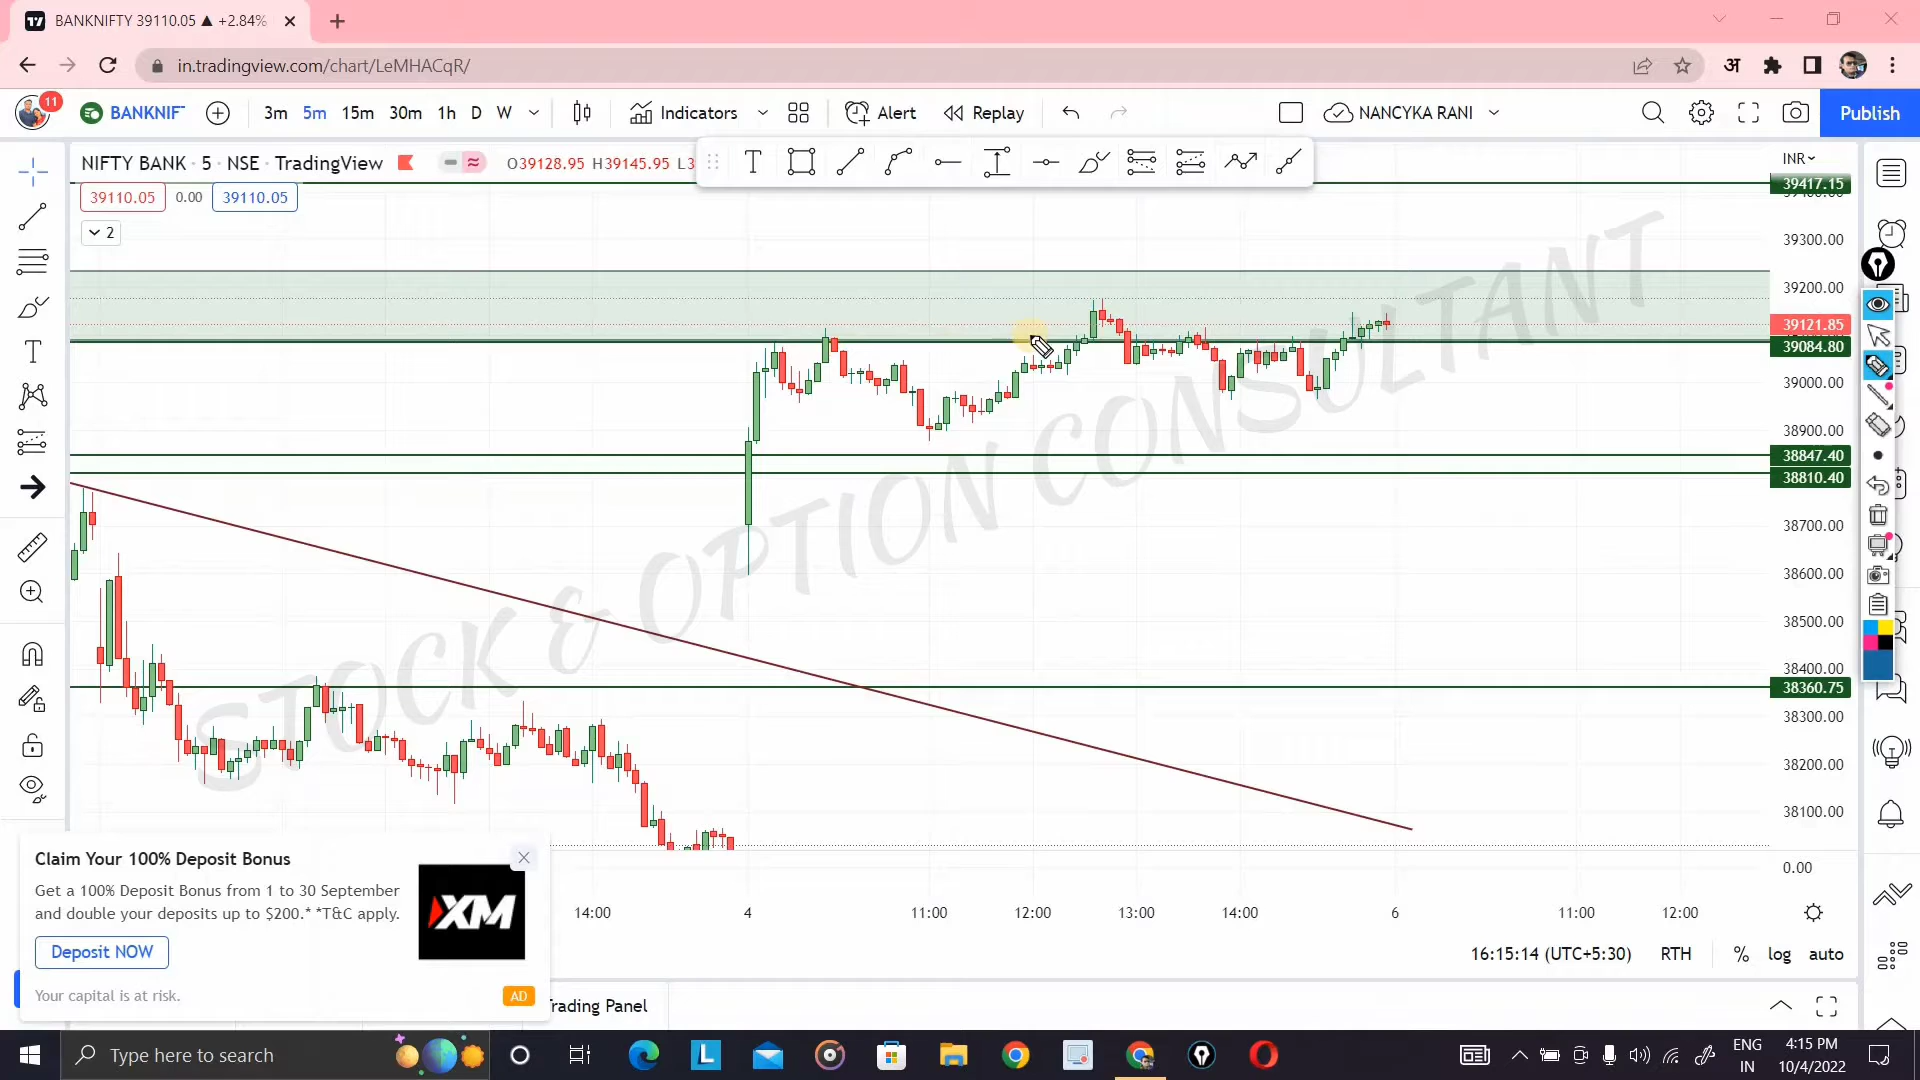 BANKNIFTY 39110.05 ▲ +2.84%
in.tradingview.com/chart/LeMHACqR/
अ
11
BANKNIF
3m 5m 15m 30m 1h D W
Indicators
Alert
Replay
NANCYKA RANI
Publish
NIFTY BANK · 5 · NSE · TradingView
O39128.95 H39145.95 L3
INR
39110.05 0.00 39110.05
2
39417.15
39300.00
39200.00
39121.85
39084.80
39000.00
38900.00
38847.40
38810.40
38700.00
38600.00
38500.00
38400.00
38360.75
38300.00
38200.00
38100.00
0.00
STOCK & OPTION CONSULTANT
Claim Your 100% Deposit Bonus
Get a 100% Deposit Bonus from 1 to 30 September
and double your deposits up to $200.* *T&C apply.
Deposit NOW
Your capital is at risk.
AD
XM
14:00 4 11:00 12:00 13:00 14:00 6 11:00 12:00
16:15:14 (UTC+5:30) RTH % log auto
Trading Panel
Type here to search
ENG
IN
4:15 PM
10/4/2022